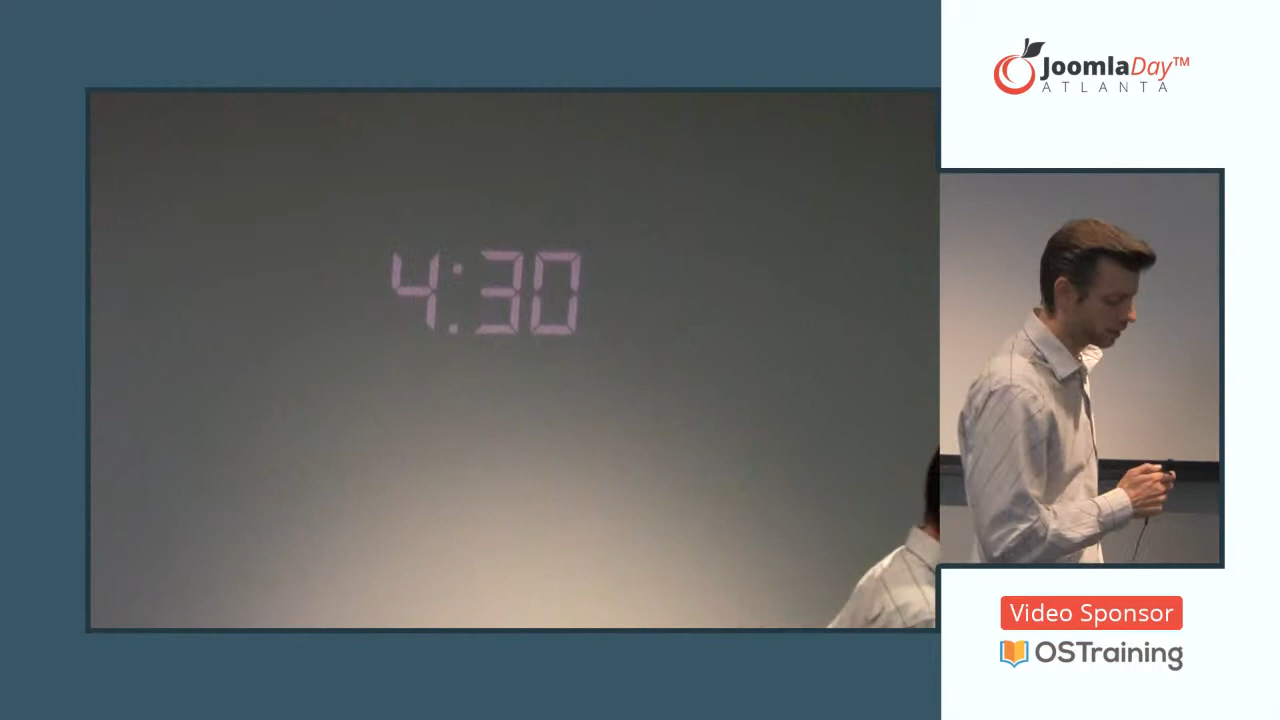 4:30
JoomlaDay™
ATLANTA
Video Sponsor
OSTraining